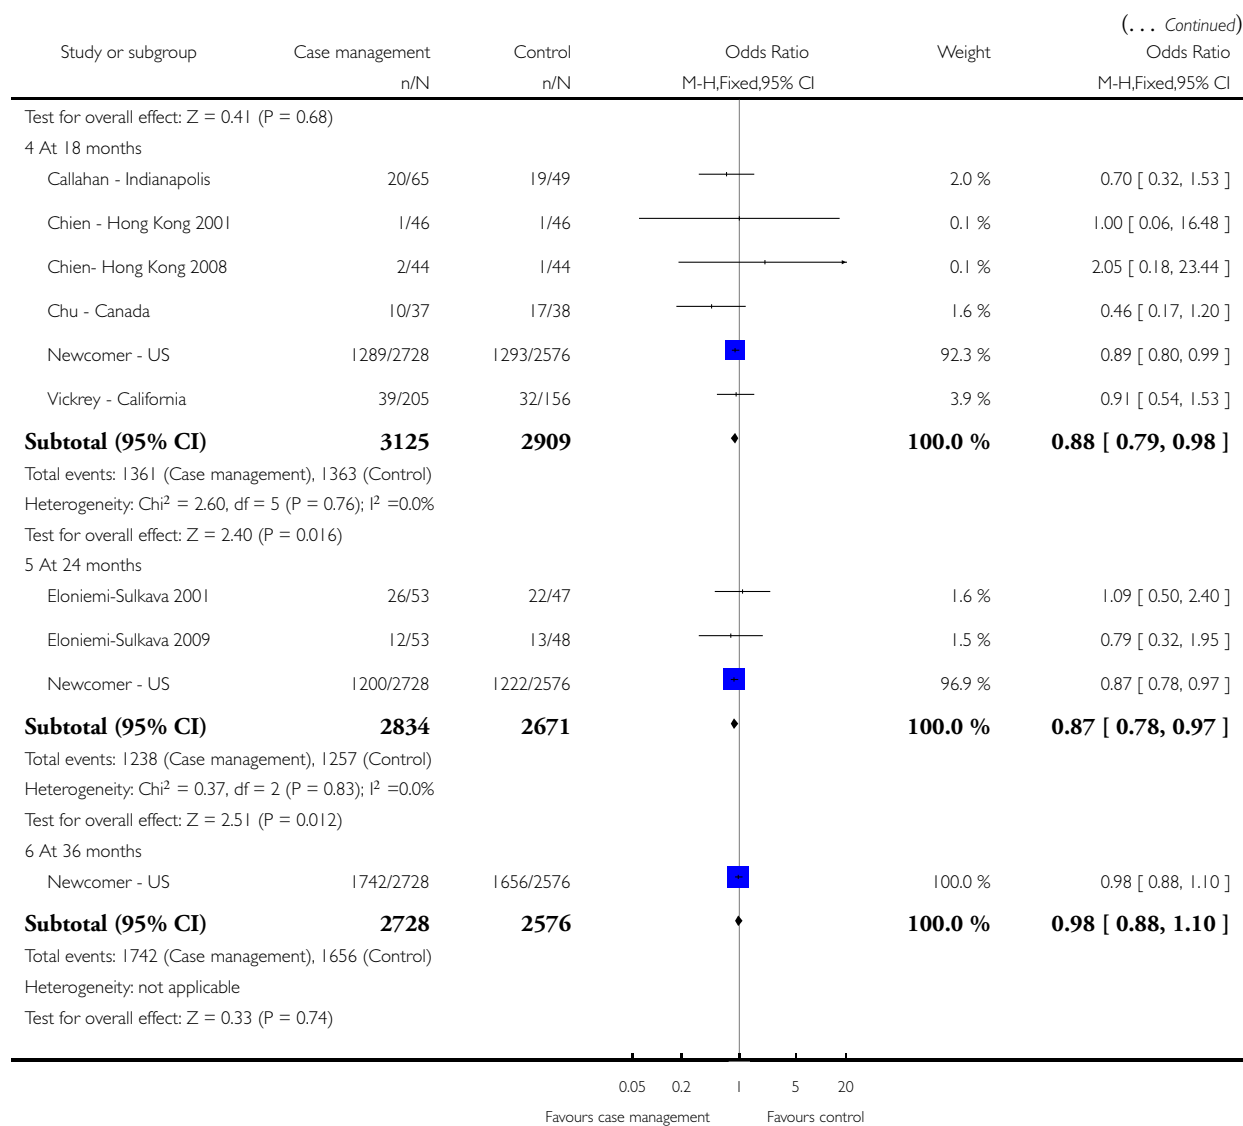 (... Continued)
Study or subgroup Case management Control Odds Ratio Weight Odds Ratio
n/N n/N M-H,Fixed,95% CI M-H,Fixed,95% CI
Test for overall effect: Z = 0.41 (P = 0.68)
4 At 18 months
Callahan - Indianapolis 20/65 19/49 2.0 % 0.70 [ 0.32, 1.53 ]
Chien - Hong Kong 2001 1/46 1/46 0.1 % 1.00 [ 0.06, 16.48 ]
Chien- Hong Kong 2008 2/44 1/44 0.1 % 2.05 [ 0.18, 23.44 ]
Chu - Canada 10/37 17/38 1.6 % 0.46 [ 0.17, 1.20 ]
Newcomer - US 1289/2728 1293/2576 92.3 % 0.89 [ 0.80, 0.99 ]
Vickrey - California 39/205 32/156 3.9 % 0.91 [ 0.54, 1.53 ]
Subtotal (95% CI) 3125 2909 100.0 % 0.88 [ 0.79, 0.98 ]
Total events: 1361 (Case management), 1363 (Control)
Heterogeneity: Chi² = 2.60, df = 5 (P = 0.76); I² =0.0%
Test for overall effect: Z = 2.40 (P = 0.016)
5 At 24 months
Eloniemi-Sulkava 2001 26/53 22/47 1.6 % 1.09 [ 0.50, 2.40 ]
Eloniemi-Sulkava 2009 12/53 13/48 1.5 % 0.79 [ 0.32, 1.95 ]
Newcomer - US 1200/2728 1222/2576 96.9 % 0.87 [ 0.78, 0.97 ]
Subtotal (95% CI) 2834 2671 100.0 % 0.87 [ 0.78, 0.97 ]
Total events: 1238 (Case management), 1257 (Control)
Heterogeneity: Chi² = 0.37, df = 2 (P = 0.83); I² =0.0%
Test for overall effect: Z = 2.51 (P = 0.012)
6 At 36 months
Newcomer - US 1742/2728 1656/2576 100.0 % 0.98 [ 0.88, 1.10 ]
Subtotal (95% CI) 2728 2576 100.0 % 0.98 [ 0.88, 1.10 ]
Total events: 1742 (Case management), 1656 (Control)
Heterogeneity: not applicable
Test for overall effect: Z = 0.33 (P = 0.74)
0.05 0.2 1 5 20
Favours case management Favours control